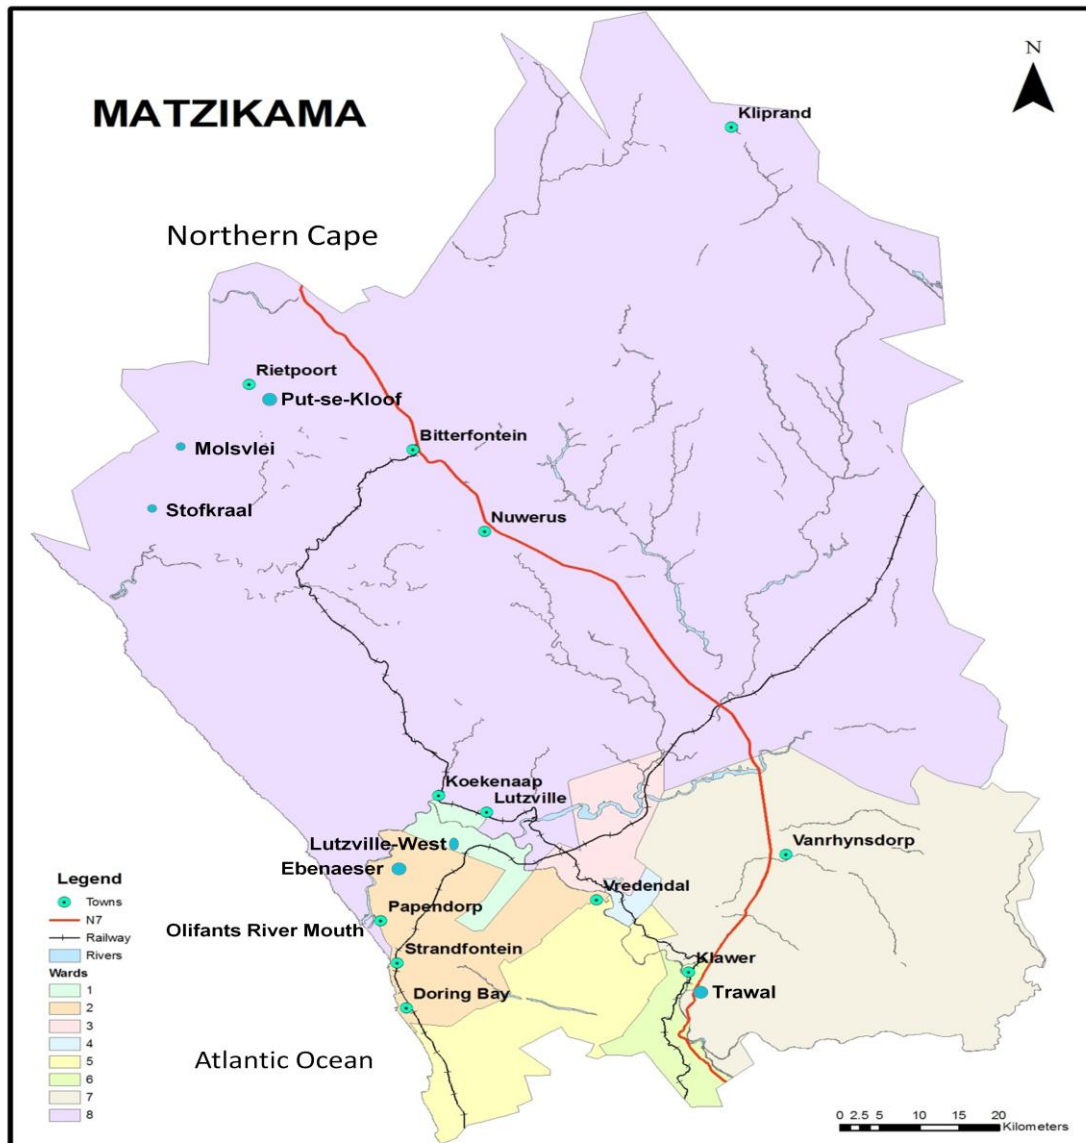 N
MATZIKAMA
Kliprand
Northern Cape
Rietpoort
Put-se-Kloof
Bitterfontein
Molsvlei
Stofkraal
Nuwerus
Koekenaap
Lutzville
Lutzville-West
Ebenaeser
Vanrhynsdorp
Vredendal
Papendorp
Olifants River Mouth
Strandfontein
Klawer
Trawal
Doring Bay
Atlantic Ocean
Legend
Towns
N7
Railway
Rivers
Wards
1
2
3
4
5
6
7
8
0 2.5 5 10 15 20
Kilometers